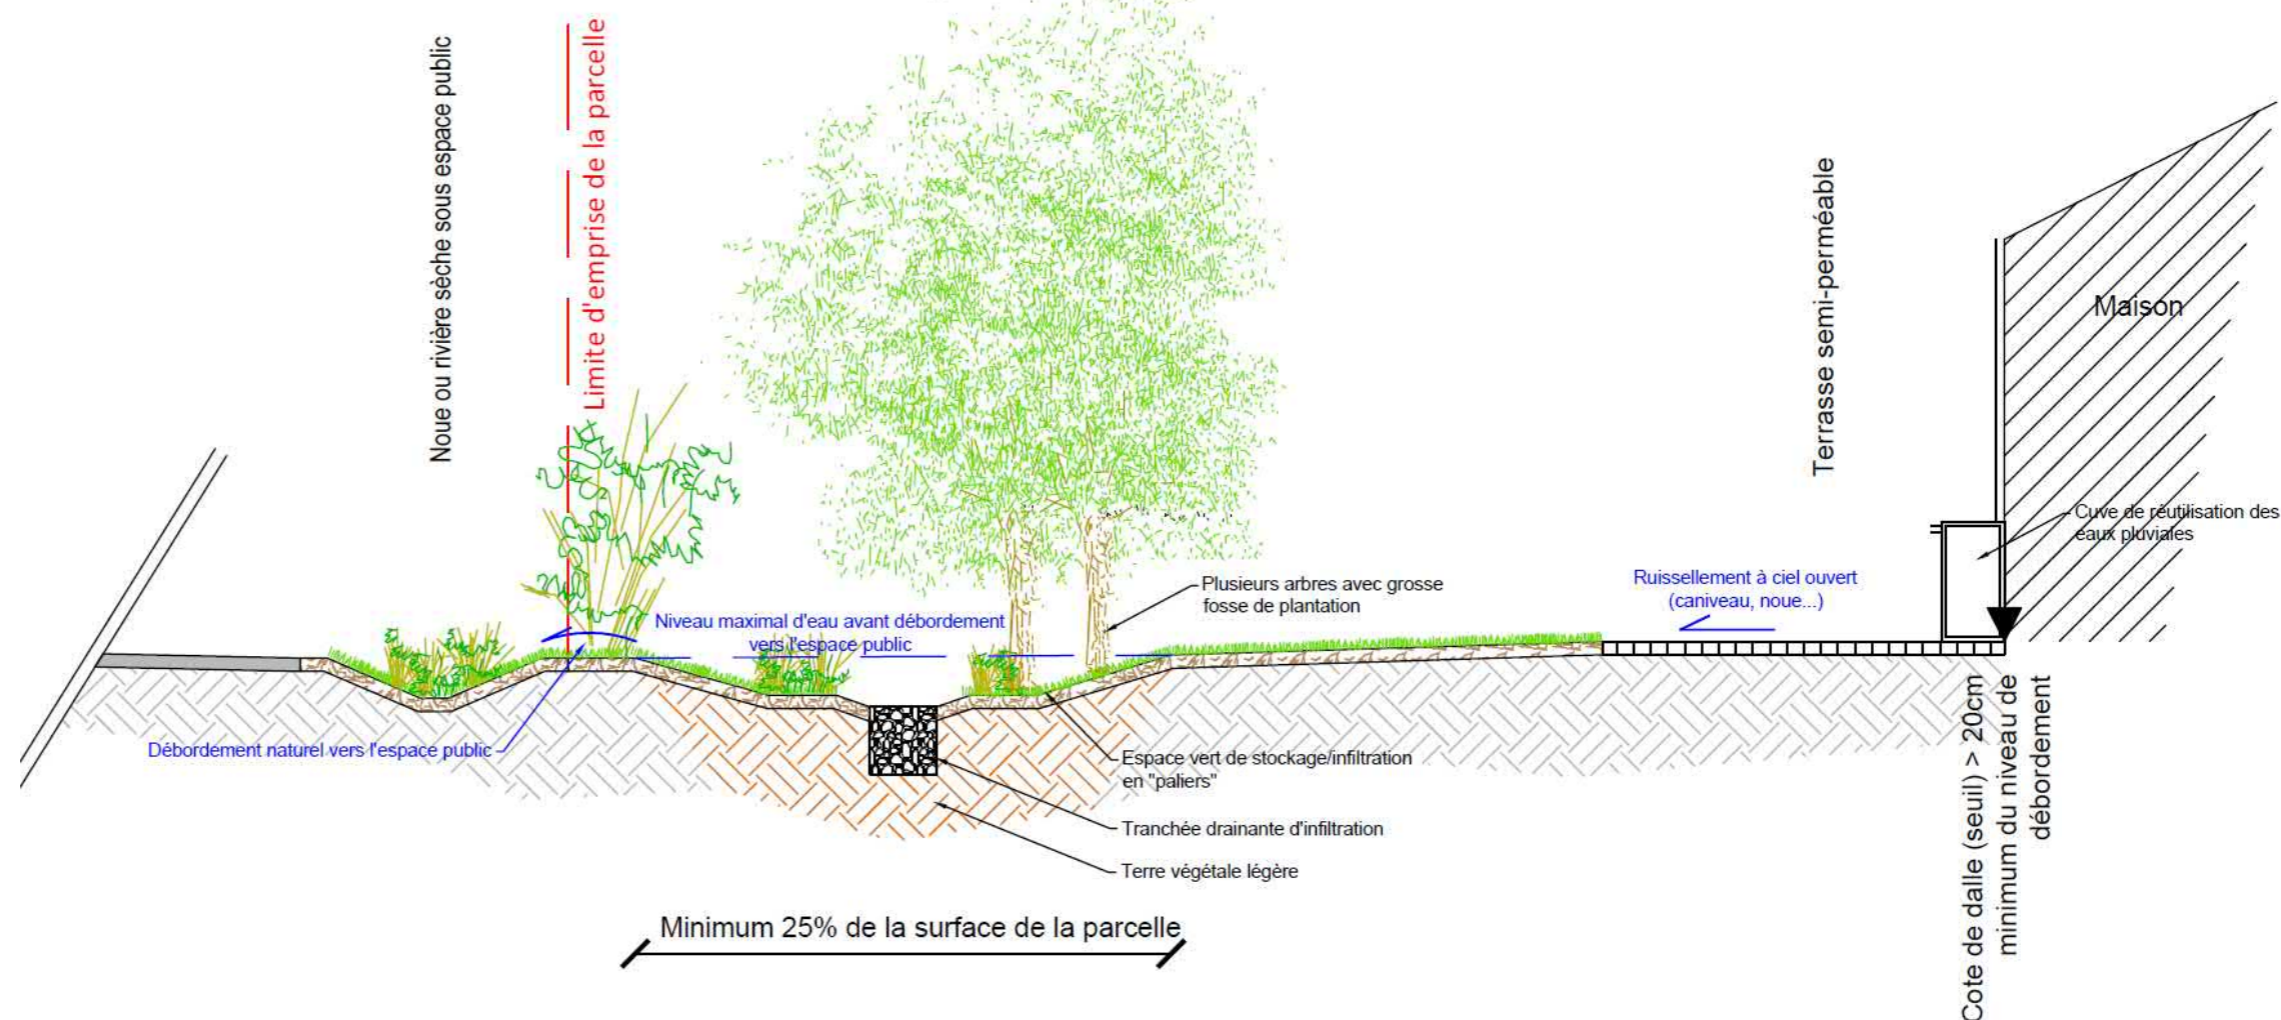 Noue ou rivière sèche sous espace public
Limite d'emprise de la parcelle
Terrasse semi-perméable
Maison
Cuve de réutilisation des
eaux pluviales
Plusieurs arbres avec grosse
fosse de plantation
Ruissellement à ciel ouvert
(caniveau, noue...)
Niveau maximal d'eau avant débordement
vers l'espace public
Débordement naturel vers l'espace public
Espace vert de stockage/infiltration
en "paliers"
Tranchée drainante d'infiltration
Terre végétale légère
Minimum 25% de la surface de la parcelle
Cote de dalle (seuil) > 20cm
minimum du niveau de
débordement